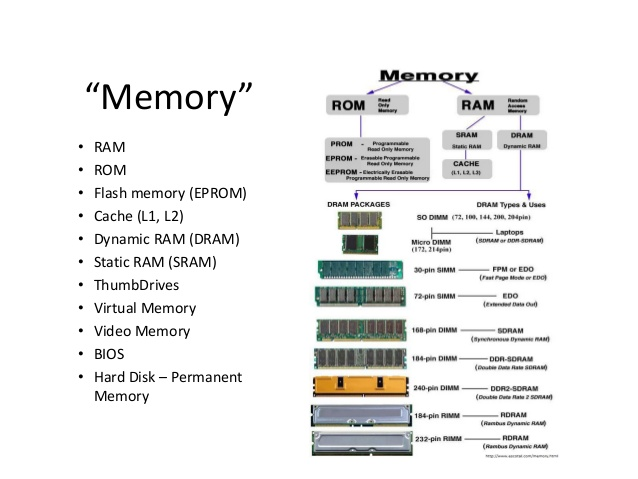 “Memory”
• RAM
• ROM
• Flash memory (EPROM)
• Cache (L1, L2)
• Dynamic RAM (DRAM)
• Static RAM (SRAM)
• ThumbDrives
• Virtual Memory
• Video Memory
• BIOS
• Hard Disk – Permanent
Memory
Memory
ROM Read Only Memory
RAM Random Access Memory
PROM - Programmable
Read Only Memory
EPROM - Erasable Programmable
Read Only Memory
EEPROM - Electrically Erasable
Programmable Read Only Memory
SRAM
Static RAM
DRAM
Dynamic RAM
CACHE
(L1, L2, L3)
DRAM PACKAGES
DRAM Types & Uses
SO DIMM (72, 100, 144, 200, 204pin)
Laptops
(SDRAM or DDR-SDRAM)
Micro DIMM
(172, 214pin)
30-pin SIMM FPM or EDO
(Fast Page Mode or EDO)
72-pin SIMM EDO
(Extended Data Out)
168-pin DIMM SDRAM
(Synchronous Dynamic RAM)
184-pin DIMM DDR-SDRAM
(Double Data Rate SDRAM)
240-pin DIMM DDR2-SDRAM
(Double Data Rate 2 SDRAM)
184-pin RIMM RDRAM
(Rambus Dynamic RAM)
232-pin RIMM RDRAM
(Rambus Dynamic RAM)